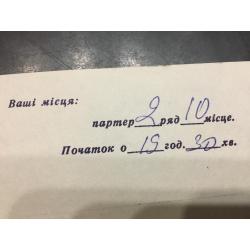 Ваші місця:
партер 2 ряд 10 місце.
Початок о 19 год. 30 хв.